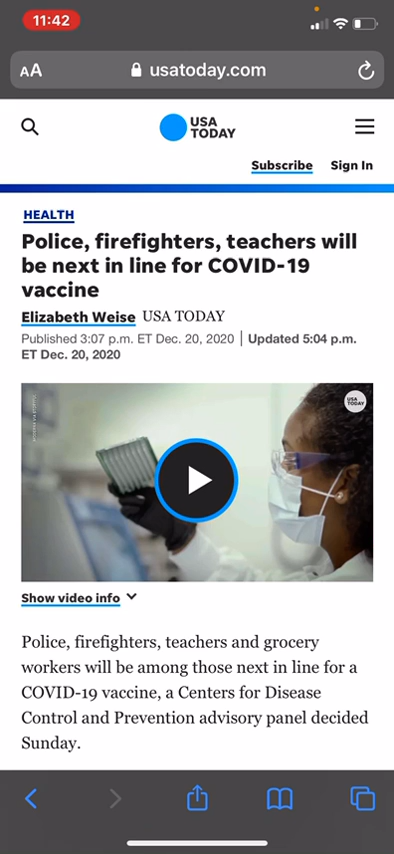 11:42
AA usatoday.com
USA
TODAY
Subscribe Sign In
HEALTH
Police, firefighters, teachers will
be next in line for COVID-19
vaccine
Elizabeth Weise USA TODAY
Published 3:07 p.m. ET Dec. 20, 2020 | Updated 5:04 p.m.
ET Dec. 20, 2020
USA
TODAY
Show video info
Police, firefighters, teachers and grocery
workers will be among those next in line for a
COVID-19 vaccine, a Centers for Disease
Control and Prevention advisory panel decided
Sunday.